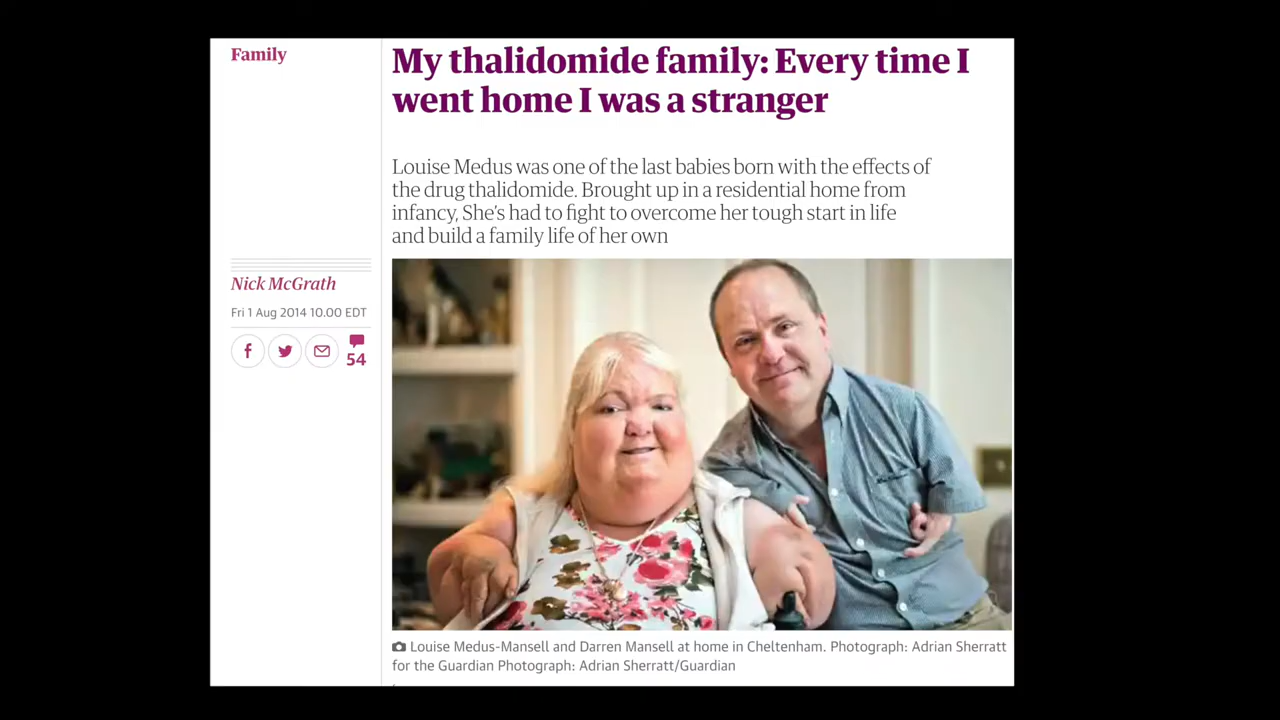 Family
My thalidomide family: Every time I
went home I was a stranger
Louise Medus was one of the last babies born with the effects of
the drug thalidomide. Brought up in a residential home from
infancy, She's had to fight to overcome her tough start in life
and build a family life of her own
Nick McGrath
Fri 1 Aug 2014 10.00 EDT
54
Louise Medus-Mansell and Darren Mansell at home in Cheltenham. Photograph: Adrian Sherratt
for the Guardian Photograph: Adrian Sherratt/Guardian